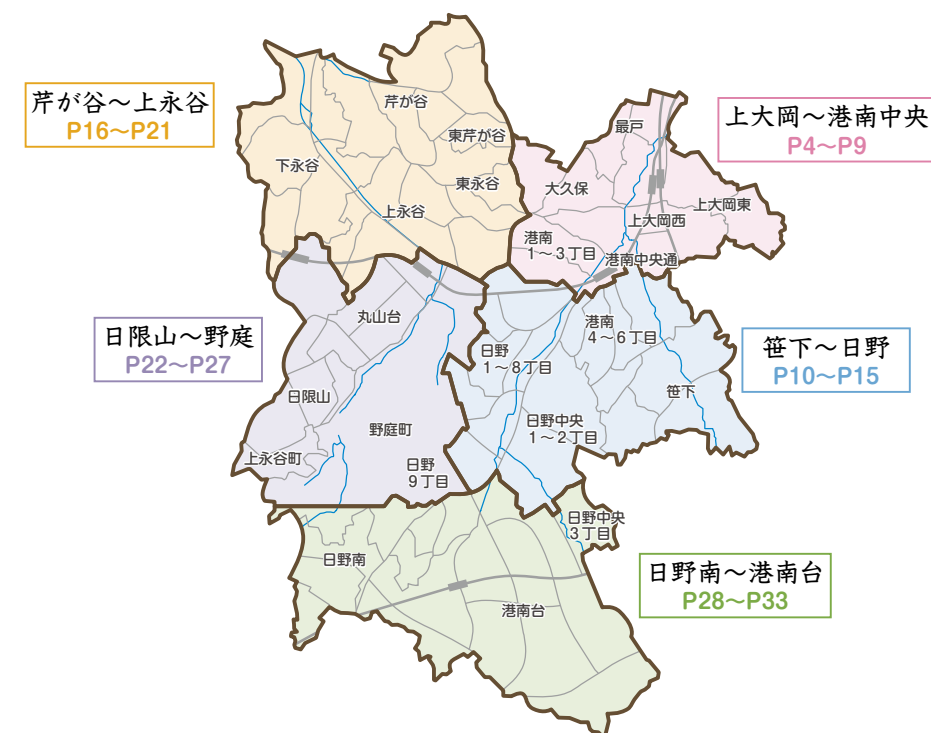 芹が谷～上永谷
P16～P21
上大岡～港南中央
P4～P9
日限山～野庭
P22～P27
笹下～日野
P10～P15
日野南～港南台
P28～P33
芹が谷
東芹が谷
下永谷
東永谷
上永谷
最戸
大久保
上大岡東
上大岡西
港南
1～3丁目
港南中央通
丸山台
日限山
野庭町
上永谷町
日野
9丁目
日野
1～8丁目
港南
4～6丁目
笹下
日野中央
1～2丁目
日野中央
3丁目
日野南
港南台